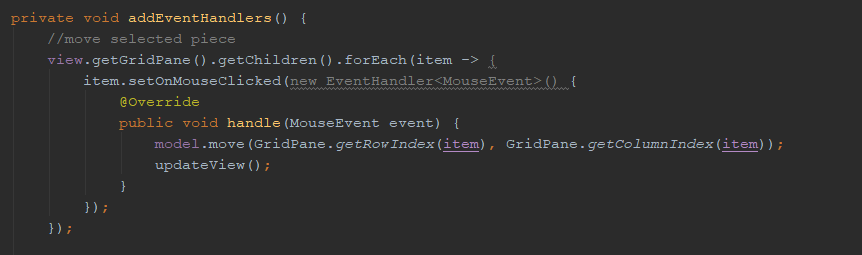 private void addEventHandlers() {
//move selected piece
view.getGridPane().getChildren().forEach(item -> {
item.setOnMouseClicked(new EventHandler<MouseEvent>() {
@Override
public void handle(MouseEvent event) {
model.move(GridPane.getRowIndex(item), GridPane.getColumnIndex(item));
updateView();
}
});
});